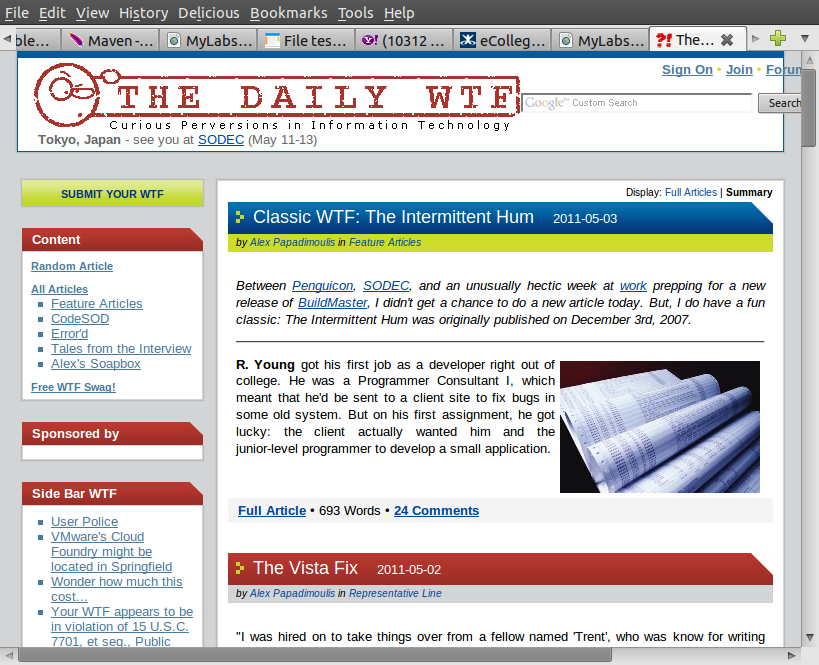 File Edit View History Delicious Bookmarks Tools Help
ble... Maven -... MyLabs... File tes... (10312 ... eColleg... MyLabs... The...
Sign On • Join • Forum
THE DAILY WTF
Google™ Custom Search Search
Curious Perversions in Information Technology
Tokyo, Japan - see you at SODEC (May 11-13)
SUBMIT YOUR WTF
Content
Random Article
All Articles
Feature Articles
CodeSOD
Error'd
Tales from the Interview
Alex's Soapbox
Free WTF Swag!
Sponsored by
Side Bar WTF
User Police
VMware's Cloud
Foundry might be
located in Springfield
Wonder how much this
cost...
Your WTF appears to be
in violation of 15 U.S.C.
7701, et seq., Public
Display: Full Articles | Summary
Classic WTF: The Intermittent Hum 2011-05-03
by Alex Papadimoulis in Feature Articles
Between Penguicon, SODEC, and an unusually hectic week at work prepping for a new
release of BuildMaster, I didn't get a chance to do a new article today. But, I do have a fun
classic: The Intermittent Hum was originally published on December 3rd, 2007.
R. Young got his first job as a developer right out of
college. He was a Programmer Consultant I, which
meant that he'd be sent to a client site to fix bugs in
some old system. But on his first assignment, he got
lucky: the client actually wanted him and the
junior-level programmer to develop a small application.
Full Article • 693 Words • 24 Comments
The Vista Fix 2011-05-02
by Alex Papadimoulis in Representative Line
"I was hired on to take things over from a fellow named 'Trent', who was know for writing